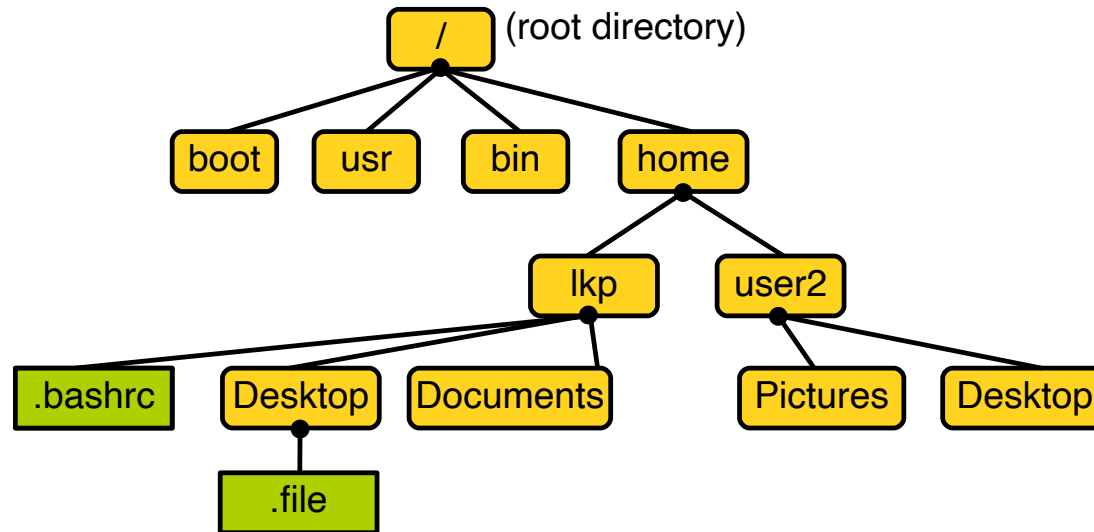 / (root directory)
boot usr bin home
lkp user2
.bashrc Desktop Documents Pictures Desktop
.file